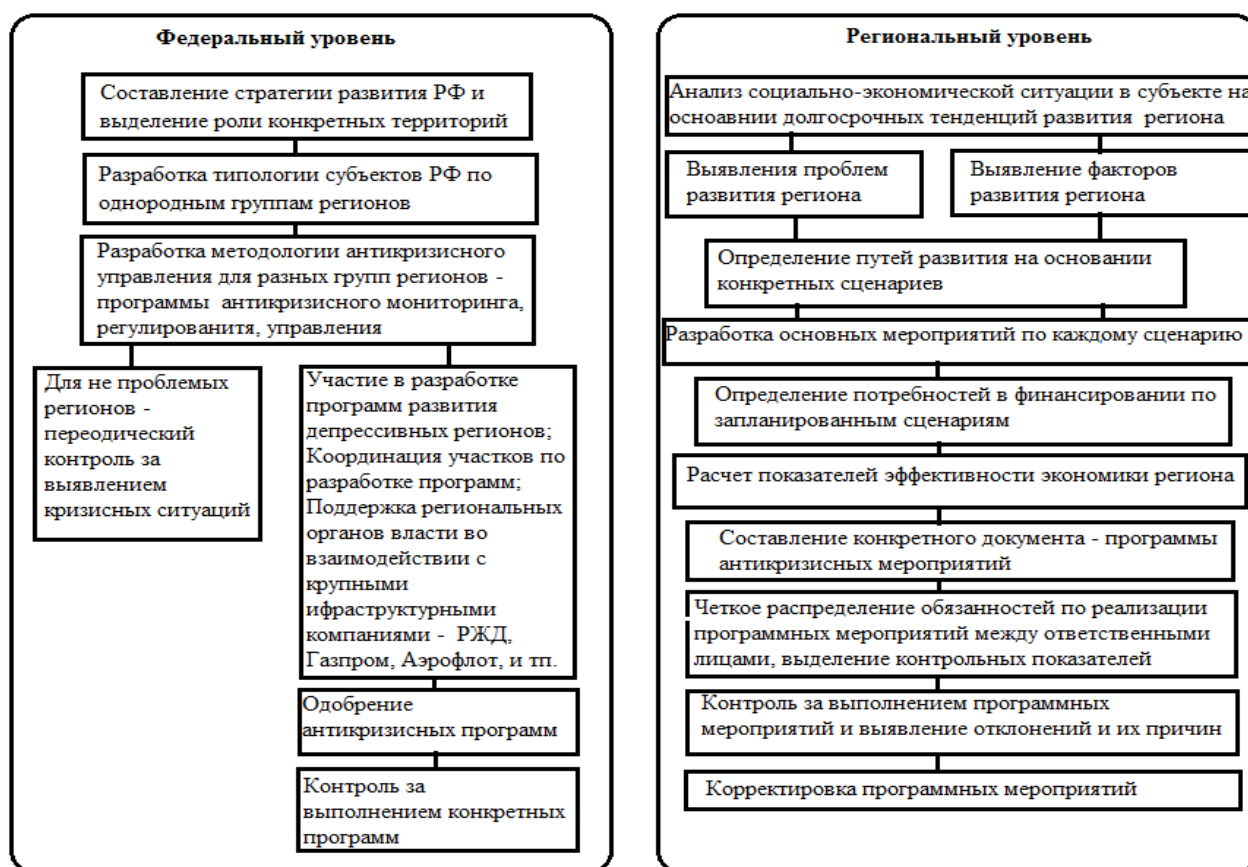 Федеральный уровень
Составление стратегии развития РФ и
выделение роли конкретных территорий
Разработка типологии субъектов РФ по
однородным группам регионов
Разработка методологии антикризисного
управления для разных групп регионов -
программы антикризисного мониторинга,
регулированитя, управления
Для не проблемых
регионов -
переодический
контроль за
выявлением
кризисных ситуаций
Участие в разработке
программ развития
депрессивных регионов;
Координация участков по
разработке программ;
Поддержка региональных
органов власти во
взаимодействии с
крупными
ифраструктурными
компаниями - РЖД,
Газпром, Аэрофлот, и тп.
Одобрение
антикризисных программ
Контроль за
выполнением конкретных
программ
Региональный уровень
Анализ социально-экономической ситуации в субъекте на
осноавнии долгосрочных тенденций развития региона
Выявления проблем
развития региона
Выявление факторов
развития региона
Определение путей развития на основании
конкретных сценариев
Разработка основных мероприятий по каждому сценарию
Определение потребностей в финансировании по
запланированным сценариям
Расчет показателей эффективности экономики региона
Составление конкретного документа - программы
антикризисных мероприятий
Четкое распределение обязанностей по реализации
программных мероприятий между ответственными
лицами, выделение контрольных показателей
Контроль за выполнением программных
мероприятий и выявление отклонений и их причин
Корректировка программных мероприятий